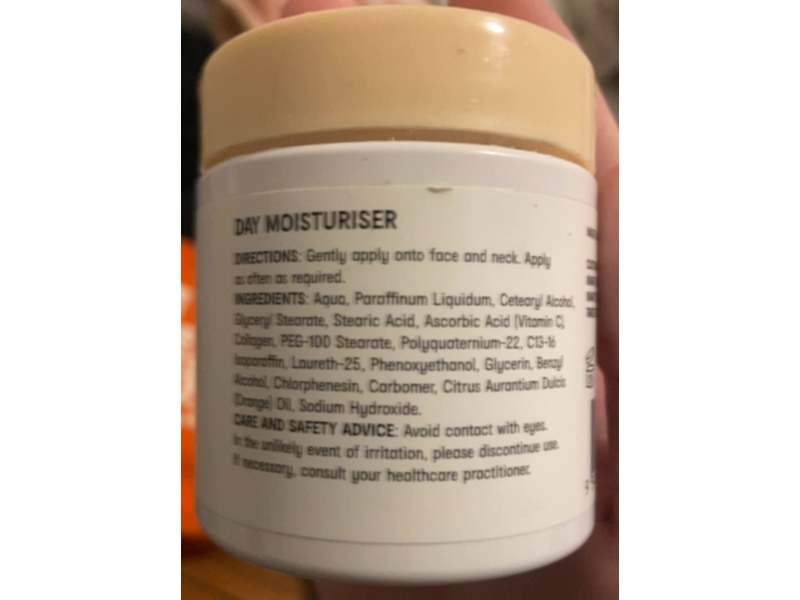 DAY MOISTURISER
DIRECTIONS: Gently apply onto face and neck. Apply
as often as required.
INGREDIENTS: Aqua, Paraffinum Liquidum, Cetearyl Alcohol,
Glyceryl Stearate, Stearic Acid, Ascorbic Acid (Vitamin C),
Collagen, PEG-100 Stearate, Polyquaternium-22, C13-16
Isoparaffin, Laureth-25, Phenoxyethanol, Glycerin, Benzyl
Alcohol, Chlorphenesin, Carbomer, Citrus Aurantium Dulcis
(Orange) Oil, Sodium Hydroxide.
CARE AND SAFETY ADVICE: Avoid contact with eyes.
In the unlikely event of irritation, please discontinue use.
If necessary, consult your healthcare practitioner.